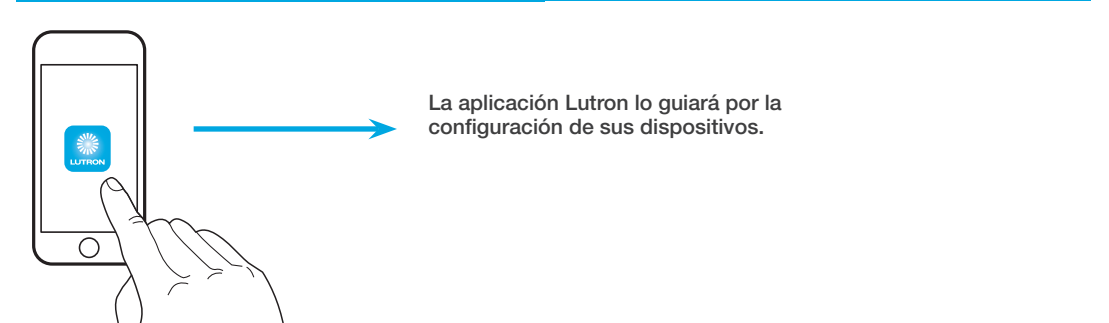 La aplicación Lutron lo guiará por la
configuración de sus dispositivos.
LUTRON